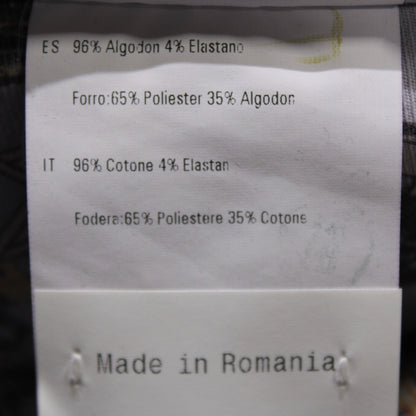 ES 96% Algodon 4% Elastano
Forro:65% Poliester 35% Algodon
IT 96% Cotone 4% Elastan
Fodera:65% Poliestere 35% Cotone
Made in Romania